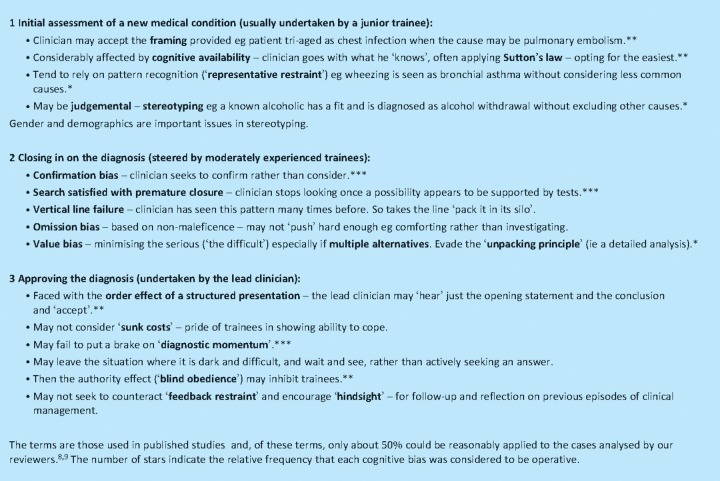 1 Initial assessment of a new medical condition (usually undertaken by a junior trainee):
• Clinician may accept the framing provided eg patient tri-aged as chest infection when the cause may be pulmonary embolism.**
• Considerably affected by cognitive availability – clinician goes with what he ‘knows’, often applying Sutton’s law – opting for the easiest.**
• Tend to rely on pattern recognition (‘representative restraint’) eg wheezing is seen as bronchial asthma without considering less common
causes.*
• May be judgemental – stereotyping eg a known alcoholic has a fit and is diagnosed as alcohol withdrawal without excluding other causes.*
Gender and demographics are important issues in stereotyping.
2 Closing in on the diagnosis (steered by moderately experienced trainees):
• Confirmation bias – clinician seeks to confirm rather than consider.***
• Search satisfied with premature closure – clinician stops looking once a possibility appears to be supported by tests.***
• Vertical line failure – clinician has seen this pattern many times before. So takes the line ‘pack it in its silo’.
• Omission bias – based on non-maleficence – may not ‘push’ hard enough eg comforting rather than investigating.
• Value bias – minimising the serious (‘the difficult’) especially if multiple alternatives. Evade the ‘unpacking principle’ (ie a detailed analysis).*
3 Approving the diagnosis (undertaken by the lead clinician):
• Faced with the order effect of a structured presentation – the lead clinician may ‘hear’ just the opening statement and the conclusion
and ‘accept’.**
• May not consider ‘sunk costs’ – pride of trainees in showing ability to cope.
• May fail to put a brake on ‘diagnostic momentum’.***
• May leave the situation where it is dark and difficult, and wait and see, rather than actively seeking an answer.
• Then the authority effect (‘blind obedience’) may inhibit trainees.**
• May not seek to counteract ‘feedback restraint’ and encourage ‘hindsight’ – for follow-up and reflection on previous episodes of clinical
management.
The terms are those used in published studies and, of these terms, only about 50% could be reasonably applied to the cases analysed by our
reviewers.8,9 The number of stars indicate the relative frequency that each cognitive bias was considered to be operative.